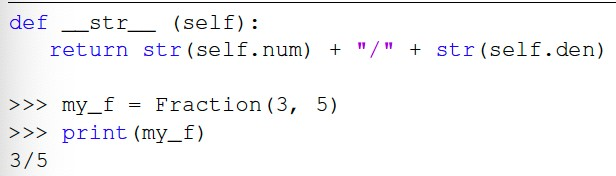 def __str__ (self):
    return str(self.num) + "/" + str(self.den)
>>> my_f = Fraction(3, 5)
>>> print(my_f)
3/5